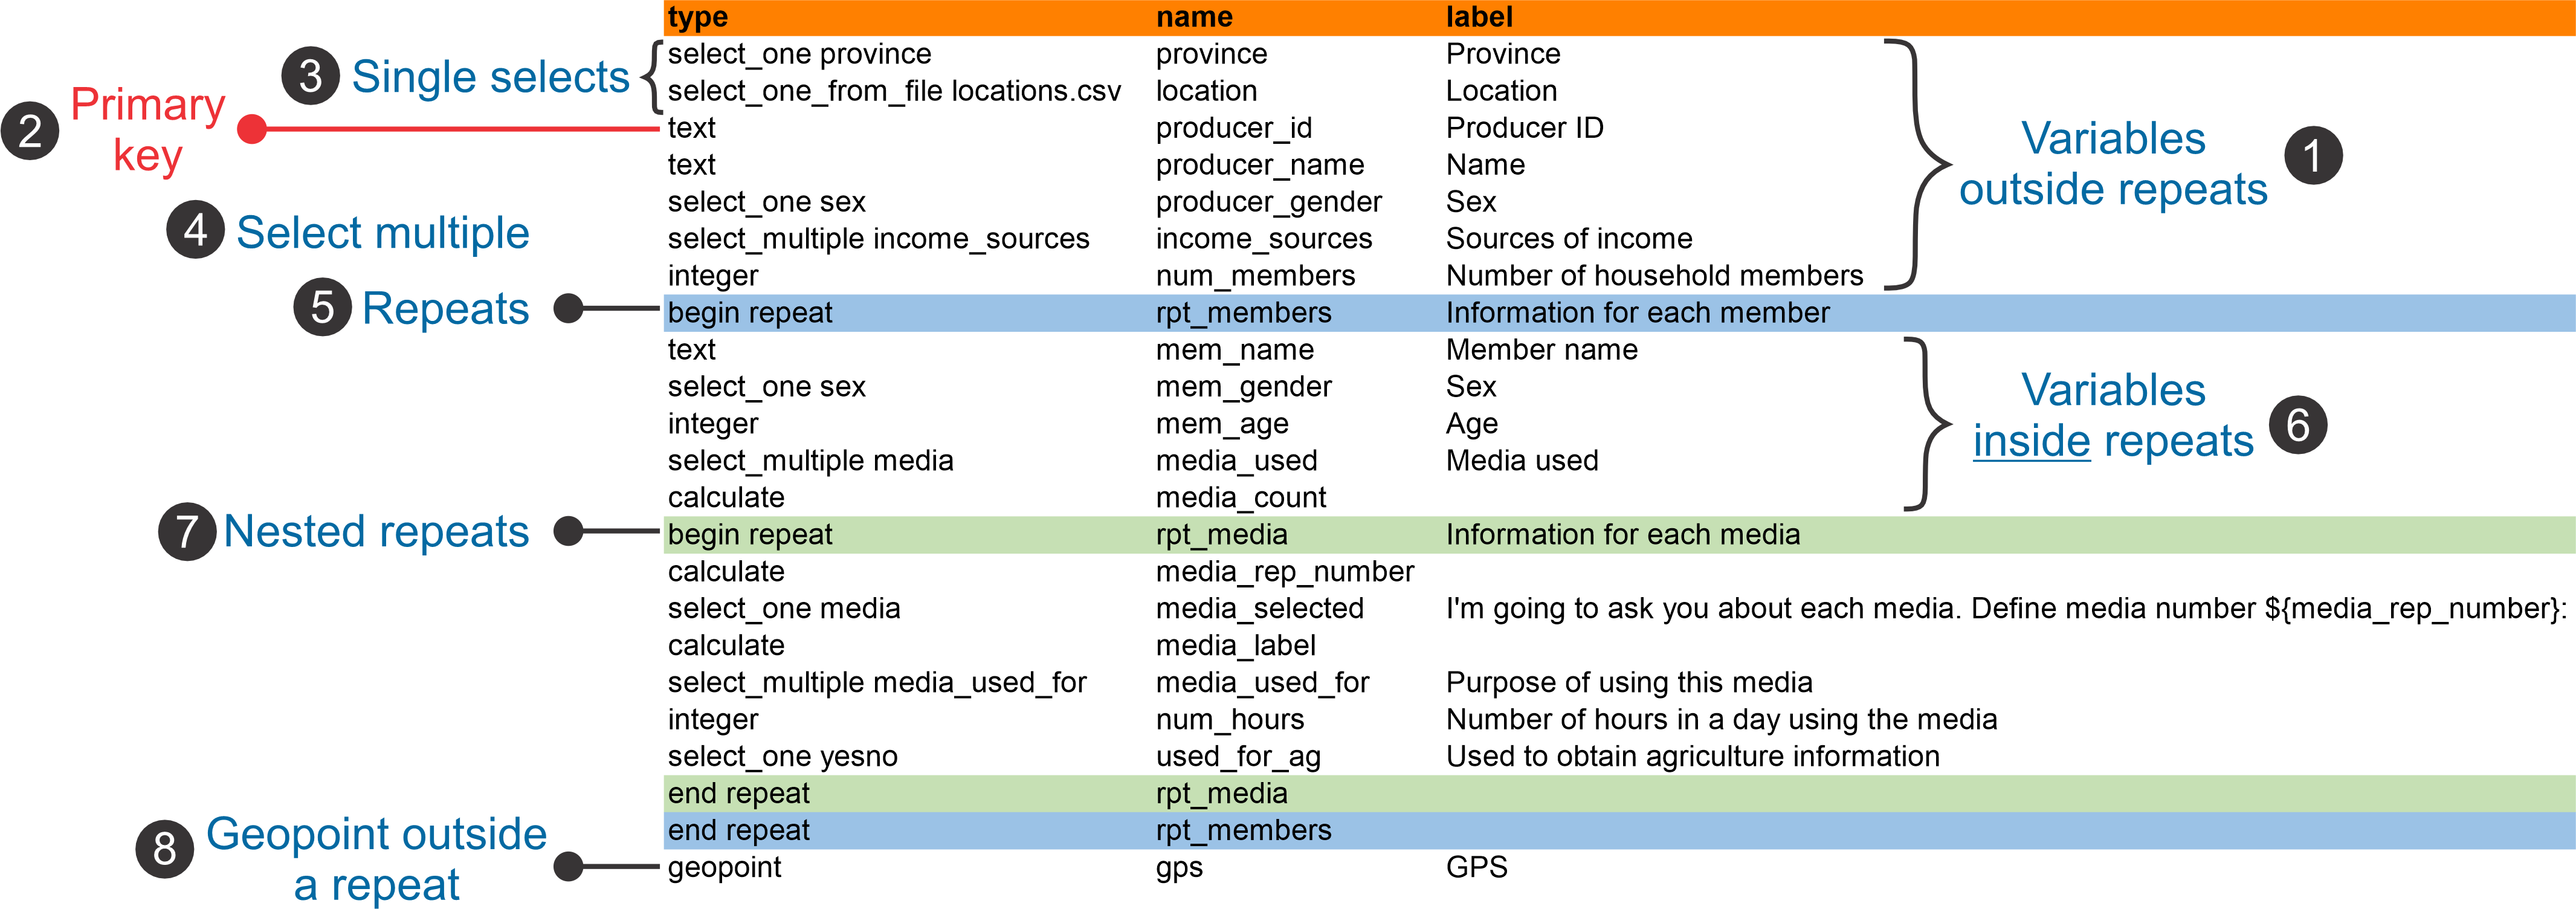 type name label
3 Single selects
select_one province province Province
select_one_from_file locations.csv location Location
2 Primary key
text producer_id Producer ID
text producer_name Name
Variables outside repeats 1
select_one sex producer_gender Sex
4 Select multiple
select_multiple income_sources income_sources Sources of income
integer num_members Number of household members
5 Repeats
begin repeat rpt_members Information for each member
text mem_name Member name
select_one sex mem_gender Sex
integer mem_age Age
Variables inside repeats 6
select_multiple media media_used Media used
calculate media_count
7 Nested repeats
begin repeat rpt_media Information for each media
calculate media_rep_number
select_one media media_selected I'm going to ask you about each media. Define media number ${media_rep_number}:
calculate media_label
select_multiple media_used_for media_used_for Purpose of using this media
integer num_hours Number of hours in a day using the media
select_one yesno used_for_ag Used to obtain agriculture information
end repeat rpt_media
end repeat rpt_members
8 Geopoint outside a repeat
geopoint gps GPS